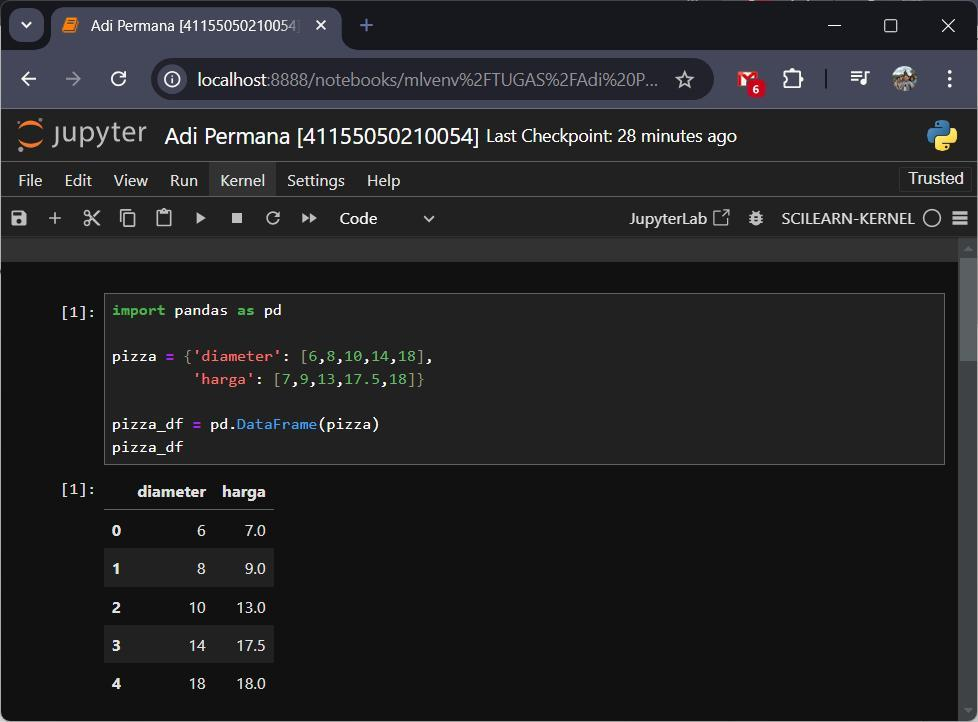 Adi Permana [41155050210054]
localhost:8888/notebooks/mlvenv%2FTUGAS%2FAdi%20P...
6
jupyter Adi Permana [41155050210054] Last Checkpoint: 28 minutes ago
File Edit View Run Kernel Settings Help Trusted
Code JupyterLab SCILEARN-KERNEL
[1]: import pandas as pd
pizza = {'diameter': [6,8,10,14,18],
'harga': [7,9,13,17.5,18]}
pizza_df = pd.DataFrame(pizza)
pizza_df
[1]: diameter harga
0 6 7.0
1 8 9.0
2 10 13.0
3 14 17.5
4 18 18.0